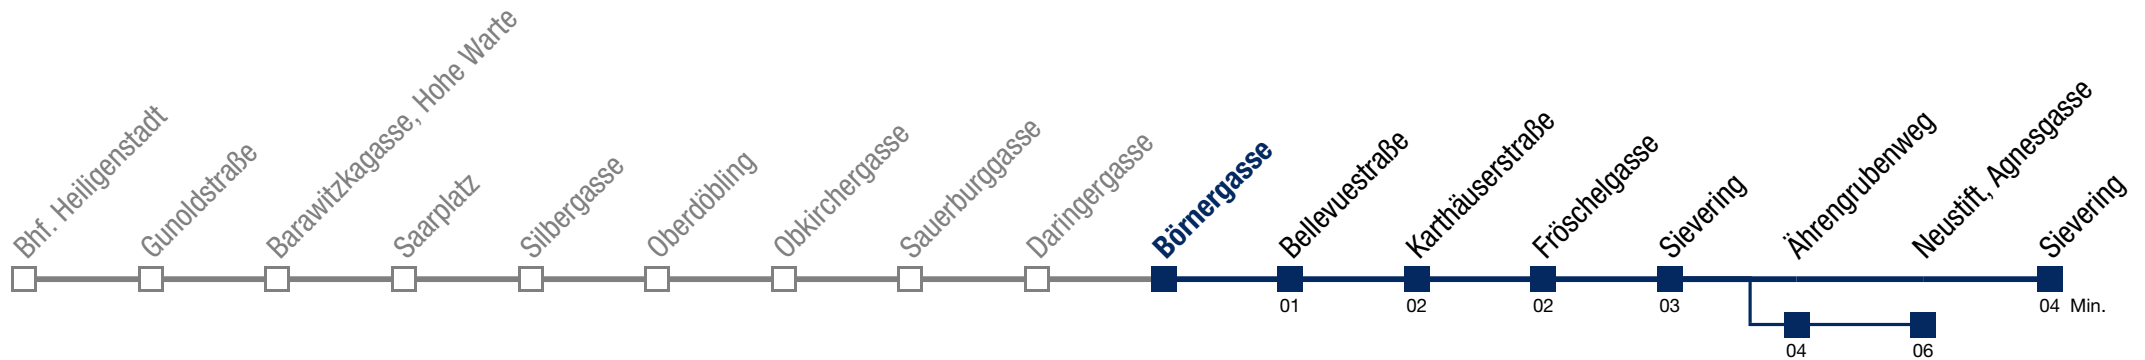 Bhf. Heiligenstadt
Gunoldstraße
Barawitzkagasse, Hohe Warte
Saarplatz
Silbergasse
Oberdöbling
Obkirchergasse
Sauerburggasse
Daringergasse
Börnergasse
Bellevuestraße
Karthäuserstraße
Fröschelgasse
Sievering
Ährengrubenweg
Neustift, Agnesgasse
Sievering
01
02
02
03
04 Min.
04
06